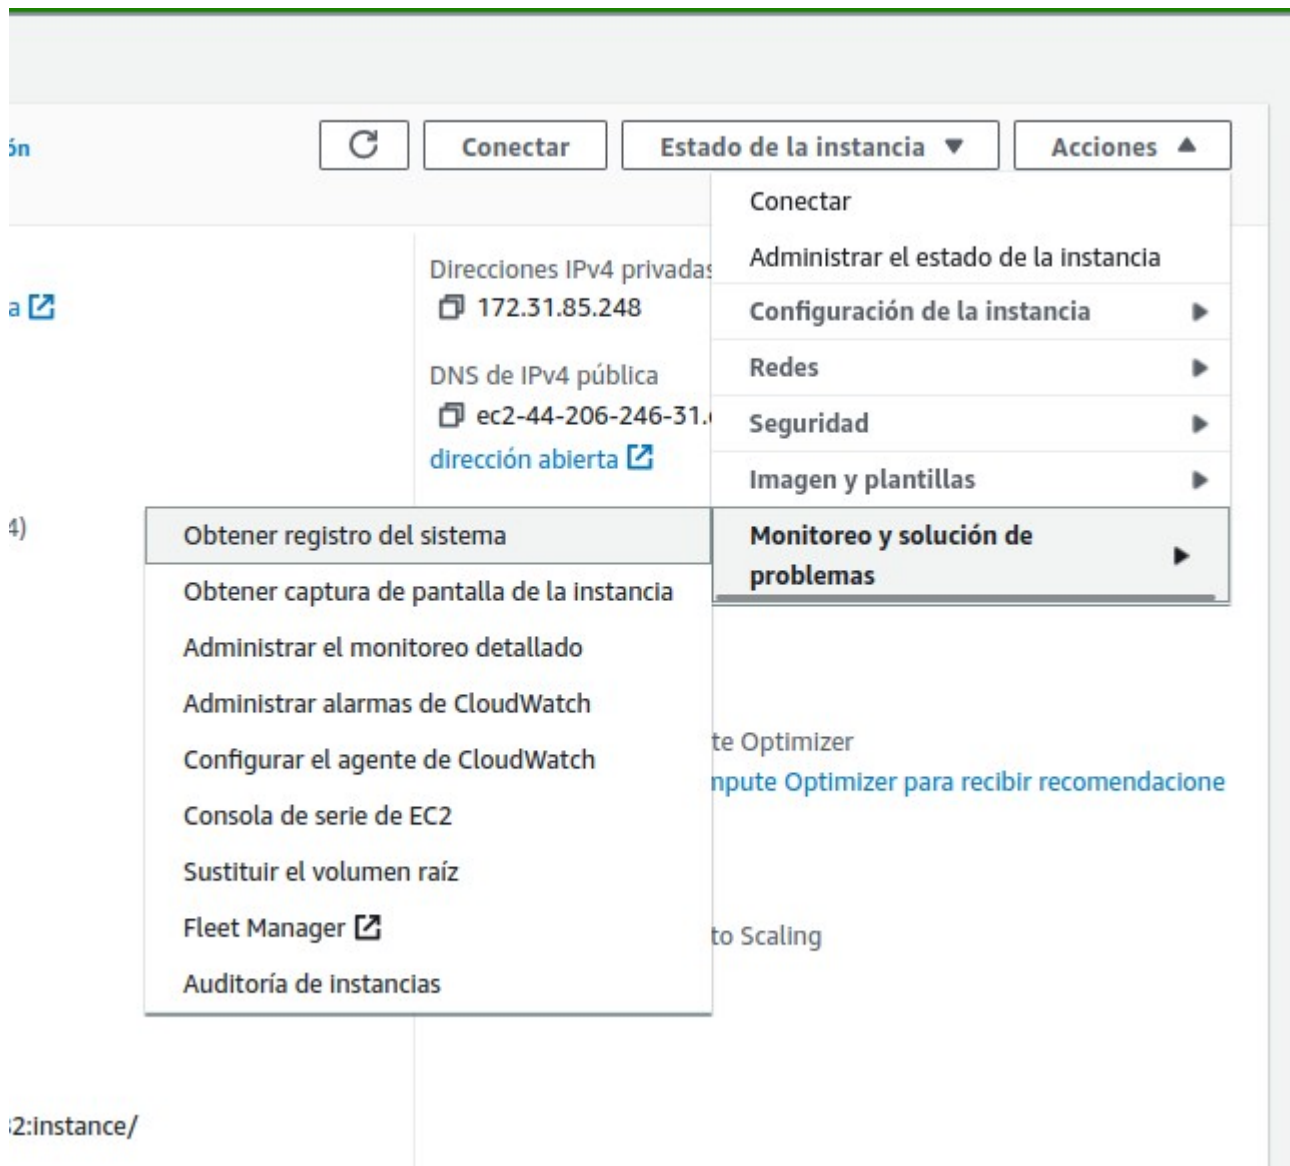 ón
Conectar
Estado de la instancia
Acciones
Conectar
Administrar el estado de la instancia
Configuración de la instancia
Redes
Seguridad
Imagen y plantillas
Monitoreo y solución de
problemas
Direcciones IPv4 privadas
a
172.31.85.248
DNS de IPv4 pública
ec2-44-206-246-31.
dirección abierta
4)
Obtener registro del sistema
Obtener captura de pantalla de la instancia
Administrar el monitoreo detallado
Administrar alarmas de CloudWatch
Configurar el agente de CloudWatch
Consola de serie de EC2
Sustituir el volumen raíz
Fleet Manager
Auditoría de instancias
te Optimizer
mpute Optimizer para recibir recomendacione
to Scaling
2:instance/